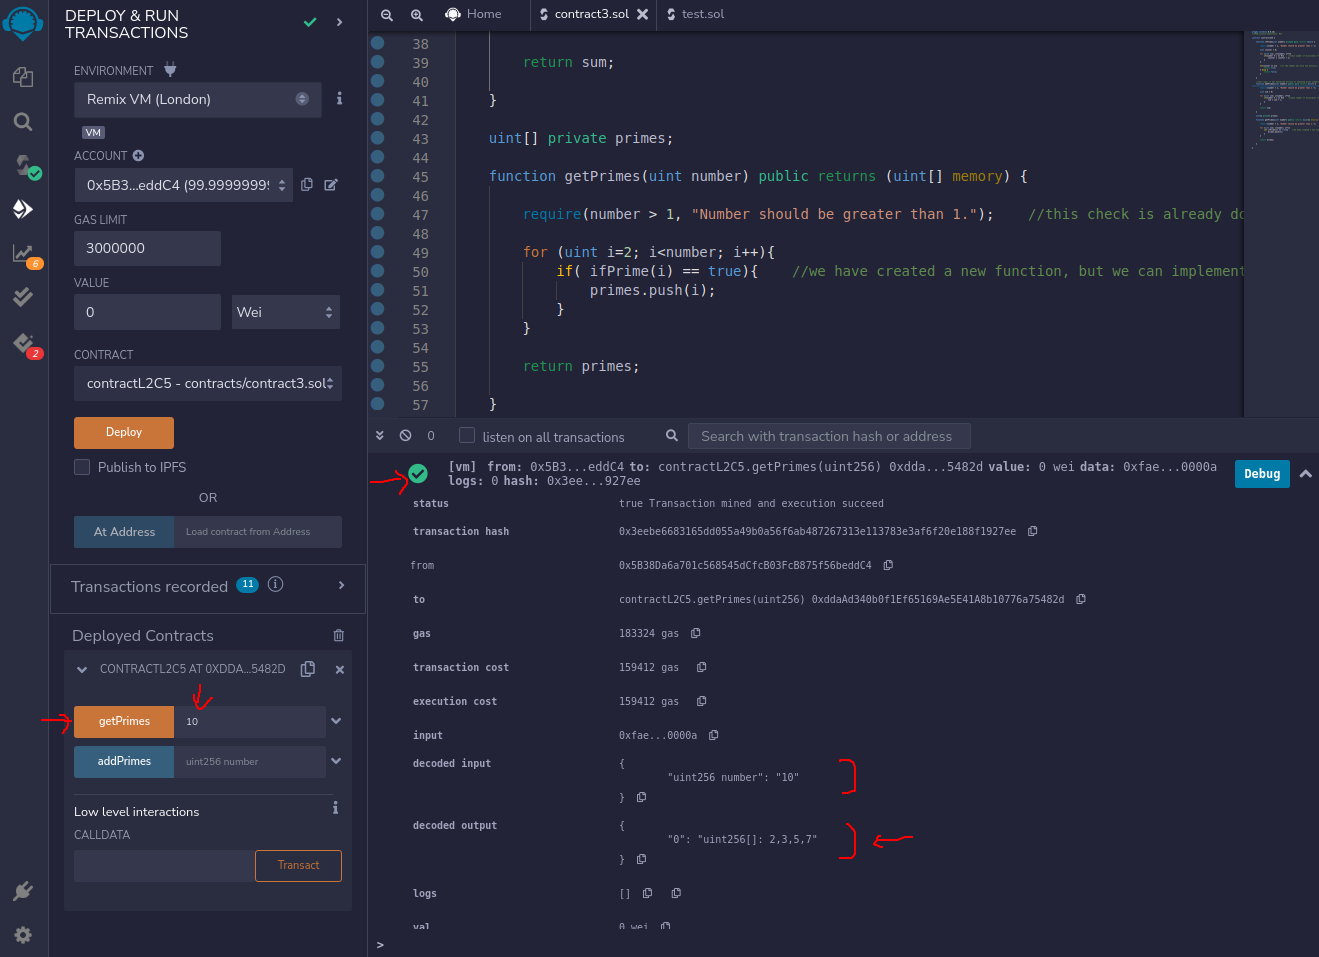 DEPLOY & RUN
TRANSACTIONS
ENVIRONMENT
Remix VM (London)
VM
ACCOUNT
0x5B3...eddC4 (99.9999999
GAS LIMIT
3000000
VALUE
0
Wei
CONTRACT
contractL2C5 - contracts/contract3.sol
Deploy
Publish to IPFS
OR
At Address
Load contract from Address
Transactions recorded 11
Deployed Contracts
CONTRACTL2C5 AT 0XDDA...5482D
getPrimes
10
addPrimes
uint256 number
Low level interactions
CALLDATA
Transact
6
2
Home
contract3.sol
test.sol
38
39 return sum;
40
41 }
42
43 uint[] private primes;
44
45 function getPrimes(uint number) public returns (uint[] memory) {
46
47 require(number > 1, "Number should be greater than 1."); //this check is already do
48
49 for (uint i=2; i<number; i++){
50 if( ifPrime(i) == true){ //we have created a new function, but we can implement
51 primes.push(i);
52 }
53 }
54
55 return primes;
56
57 }
0
listen on all transactions
Search with transaction hash or address
[vm] from: 0x5B3...eddC4 to: contractL2C5.getPrimes(uint256) 0xdda...5482d value: 0 wei data: 0xfae...0000a
logs: 0 hash: 0x3ee...927ee
Debug
status true Transaction mined and execution succeed
transaction hash 0x3eebe6683165dd055a49b0a56f6ab487267313e113783e3af6f20e188f1927ee
from 0x5B38Da6a701c568545dCfcB03FcB875f56beddC4
to contractL2C5.getPrimes(uint256) 0xddaAd340b0f1Ef65169Ae5E41A8b10776a75482d
gas 183324 gas
transaction cost 159412 gas
execution cost 159412 gas
input 0xfae...0000a
decoded input {
"uint256 number": "10"
}
decoded output {
"0": "uint256[]: 2,3,5,7"
}
logs []
val 0 wei
>